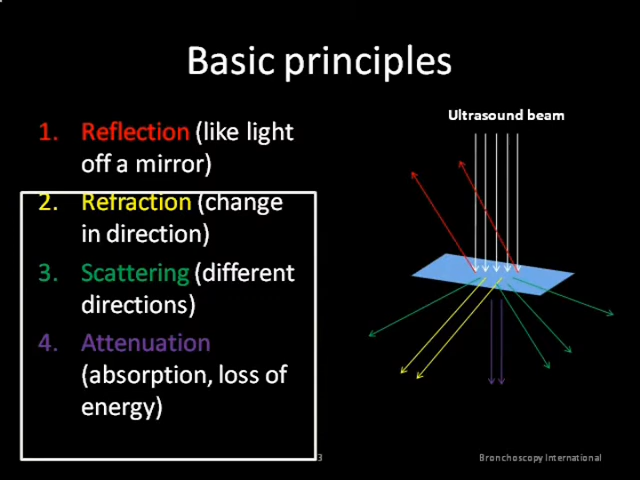 Basic principles
Ultrasound beam
1. Reflection (like light
off a mirror)
2. Refraction (change
in direction)
3. Scattering (different
directions)
4. Attenuation
(absorption, loss of
energy)
3
Bronchoscopy International